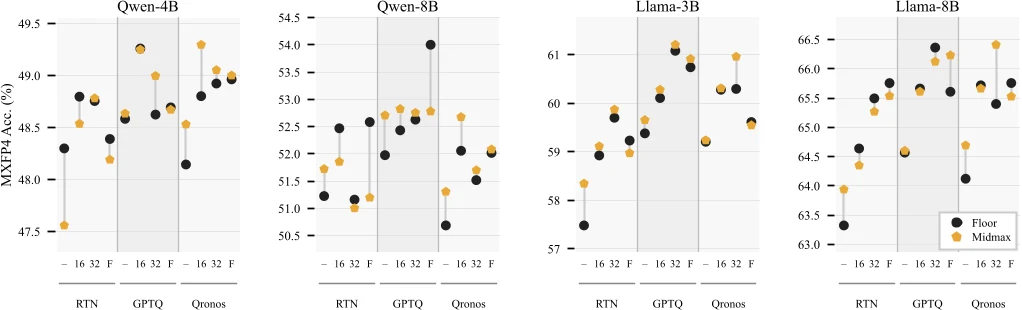 Qwen-4B
Qwen-8B
Llama-3B
Llama-8B
MXFP4 Acc. (%)
49.5
49.0
48.5
48.0
47.5
– 16 32 F – 16 32 F – 16 32 F
RTN GPTQ Qronos
54.5
54.0
53.5
53.0
52.5
52.0
51.5
51.0
50.5
– 16 32 F – 16 32 F – 16 32 F
RTN GPTQ Qronos
61
60
59
58
57
– 16 32 F – 16 32 F – 16 32 F
RTN GPTQ Qronos
66.5
66.0
65.5
65.0
64.5
64.0
63.5
63.0
Floor
Midmax
– 16 32 F – 16 32 F – 16 32 F
RTN GPTQ Qronos